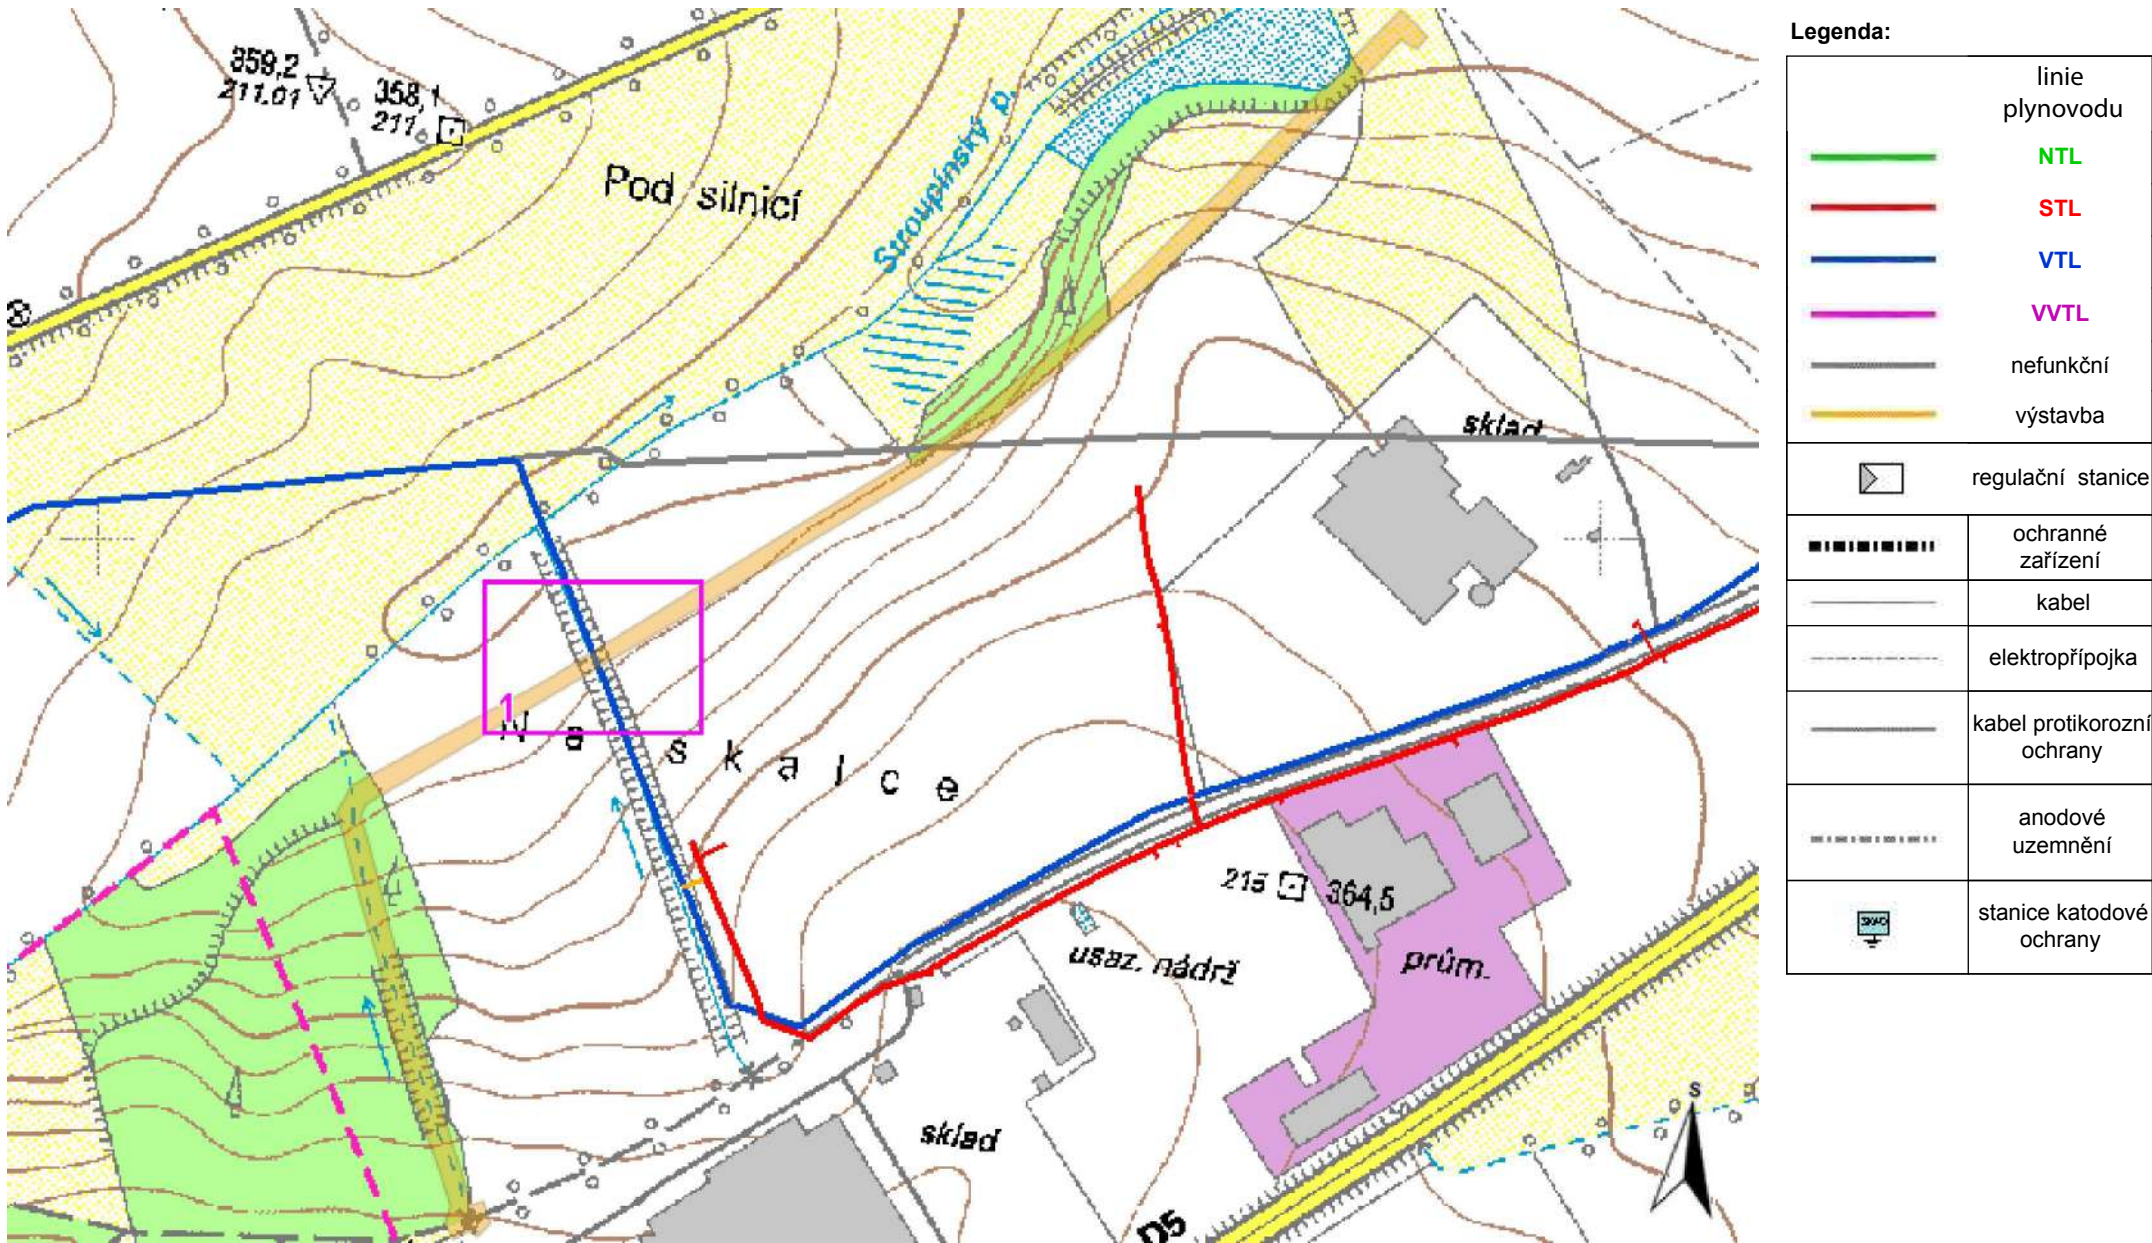 359,2
211.01
358,1
211
Pod silnicí
Stroupínský p.
sklad
1
Na skalce
215
364,5
usaz. nádrž
prům.
sklad
D5
S
Legenda:
linie
plynovodu
NTL
STL
VTL
VVTL
nefunkční
výstavba
regulační stanice
ochranné
zařízení
kabel
elektropřípojka
kabel protikorozní
ochrany
anodové
uzemnění
stanice katodové
ochrany